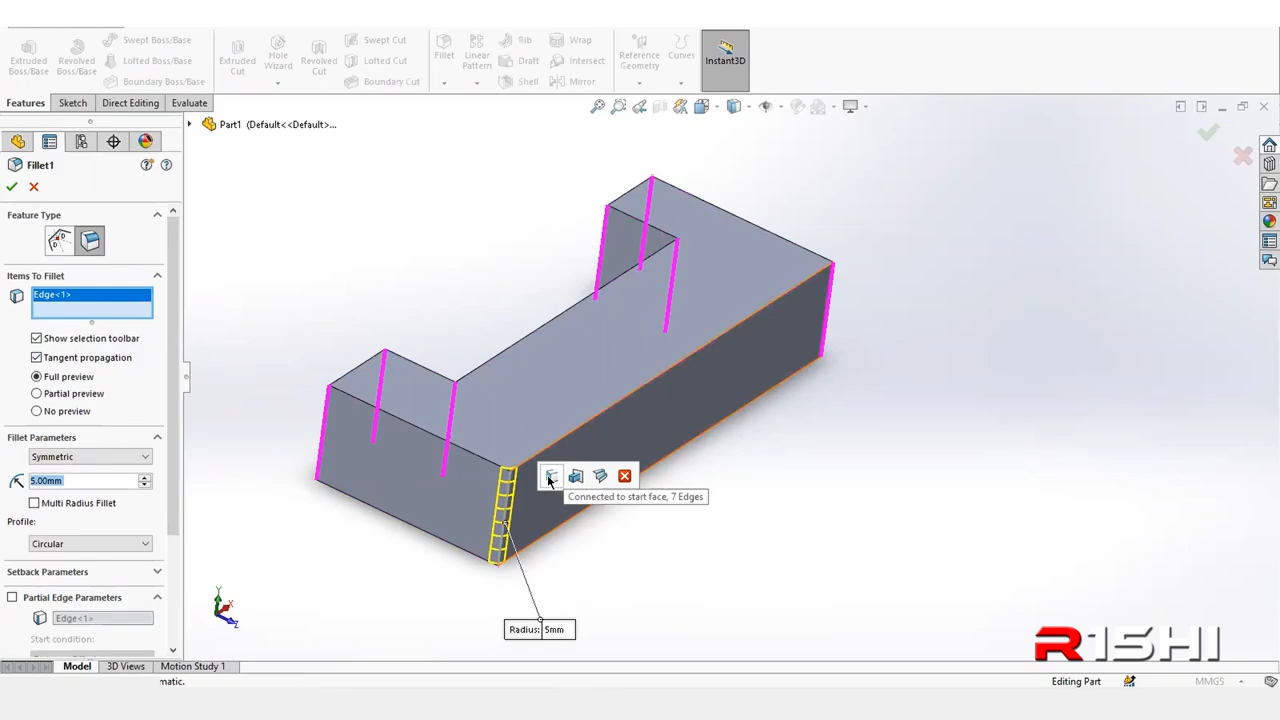 Extruded Boss/Base
Revolved Boss/Base
Swept Boss/Base
Lofted Boss/Base
Boundary Boss/Base
Extruded Cut
Hole Wizard
Revolved Cut
Swept Cut
Lofted Cut
Boundary Cut
Fillet
Linear Pattern
Rib
Draft
Shell
Wrap
Intersect
Mirror
Reference Geometry
Curves
Instant3D
Features
Sketch
Direct Editing
Evaluate
Part1 (Default<<Default>...
Fillet1
Feature Type
Items To Fillet
Edge<1>
Show selection toolbar
Tangent propagation
Full preview
Partial preview
No preview
Fillet Parameters
Symmetric
5.00mm
Multi Radius Fillet
Profile:
Circular
Setback Parameters
Partial Edge Parameters
Edge<1>
Start condition:
Connected to start face, 7 Edges
Radius: 5mm
Y
X
Z
R1SHI
Model
3D Views
Motion Study 1
matic.
Editing Part
MMGS